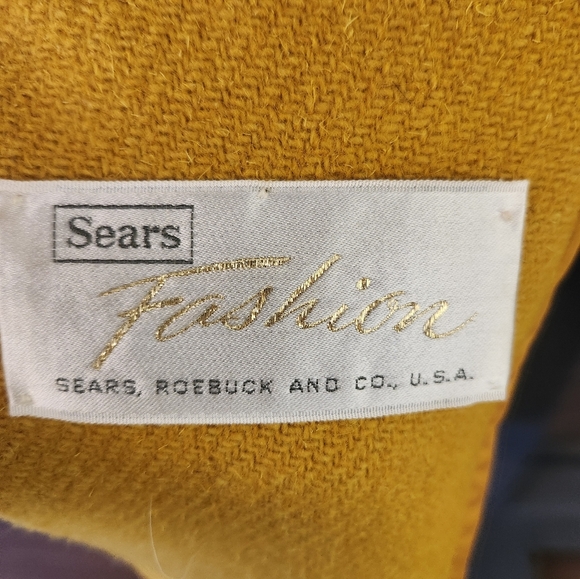 Sears
Fashion
SEARS, ROEBUCK AND CO., U.S.A.